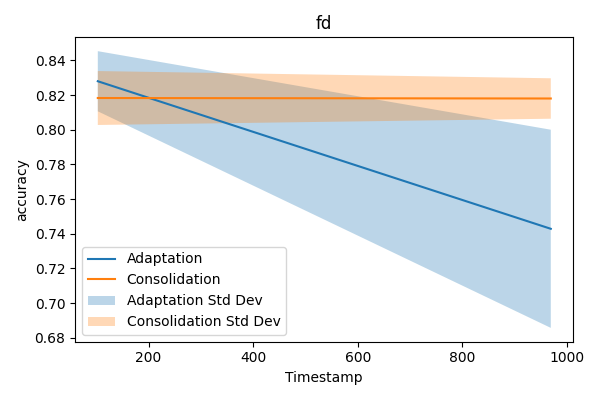 fd
accuracy
0.84
0.82
0.80
0.78
0.76
0.74
0.72
0.70
0.68
Adaptation
Consolidation
Adaptation Std Dev
Consolidation Std Dev
200
400
600
800
1000
Timestamp